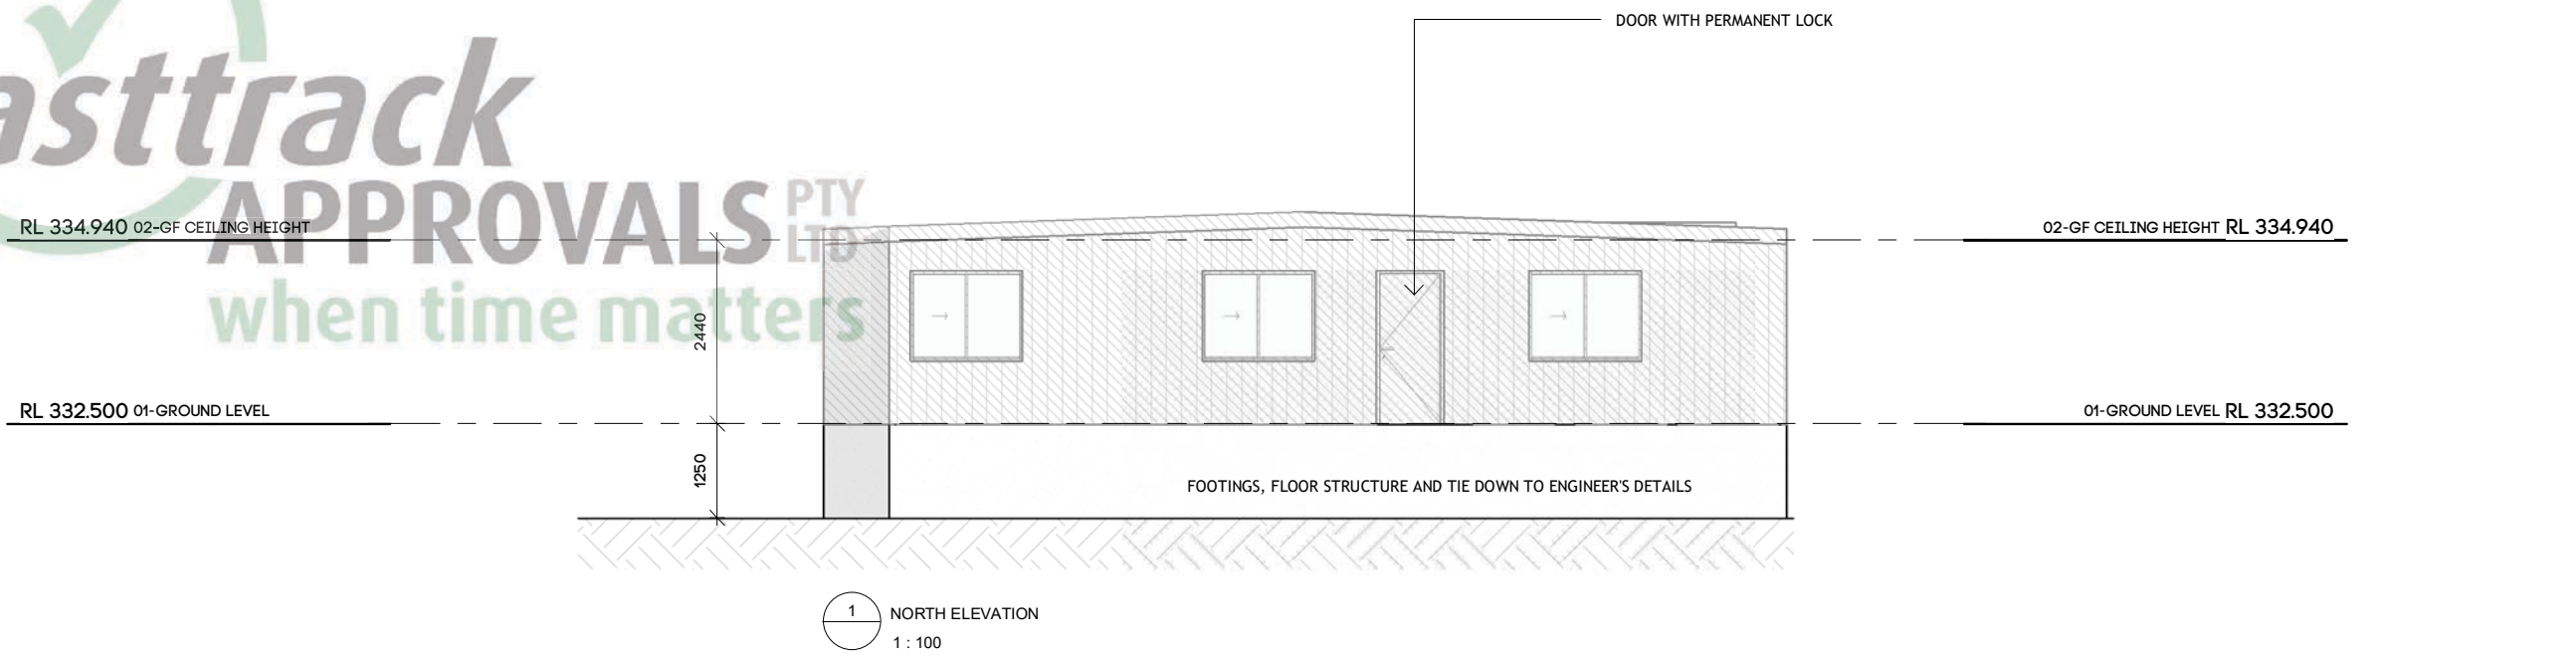 DOOR WITH PERMANENT LOCK
asttrack
APPROVALS PTY LTD
when time matters
RL 334.940 02-GF CEILING HEIGHT
02-GF CEILING HEIGHT RL 334.940
2440
RL 332.500 01-GROUND LEVEL
01-GROUND LEVEL RL 332.500
1250
FOOTINGS, FLOOR STRUCTURE AND TIE DOWN TO ENGINEER'S DETAILS
1 NORTH ELEVATION
1 : 100